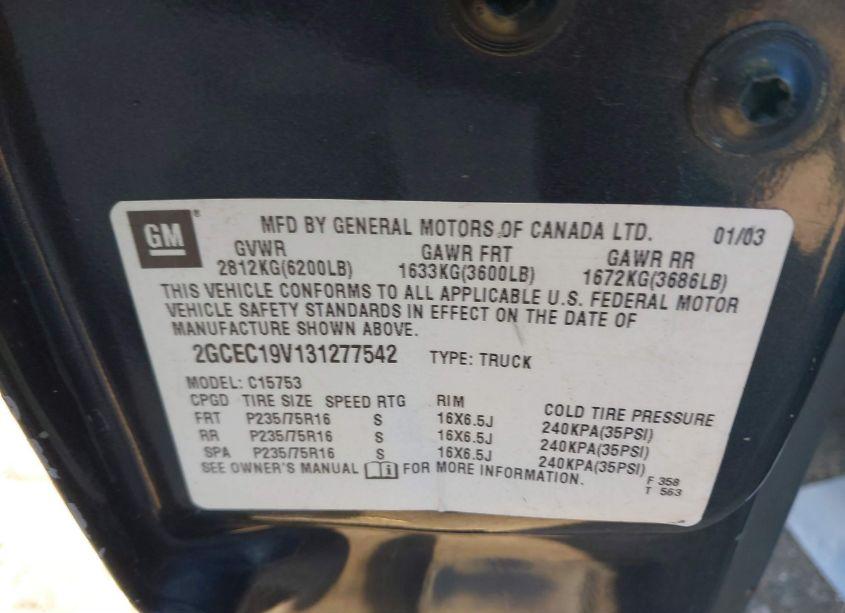 GM® MFD BY GENERAL MOTORS OF CANADA LTD. 01/03
GVWR GAWR FRT GAWR RR
2812KG(6200LB) 1633KG(3600LB) 1672KG(3686LB)
THIS VEHICLE CONFORMS TO ALL APPLICABLE U.S. FEDERAL MOTOR
VEHICLE SAFETY STANDARDS IN EFFECT ON THE DATE OF
MANUFACTURE SHOWN ABOVE.
2GCEC19V131277542 TYPE: TRUCK
MODEL: C15753
CPGD TIRE SIZE SPEED RTG RIM COLD TIRE PRESSURE
FRT P235/75R16 S 16X6.5J 240KPA(35PSI)
RR P235/75R16 S 16X6.5J 240KPA(35PSI)
SPA P235/75R16 S 16X6.5J 240KPA(35PSI)
SEE OWNER'S MANUAL i FOR MORE INFORMATION.
F 358
T 563